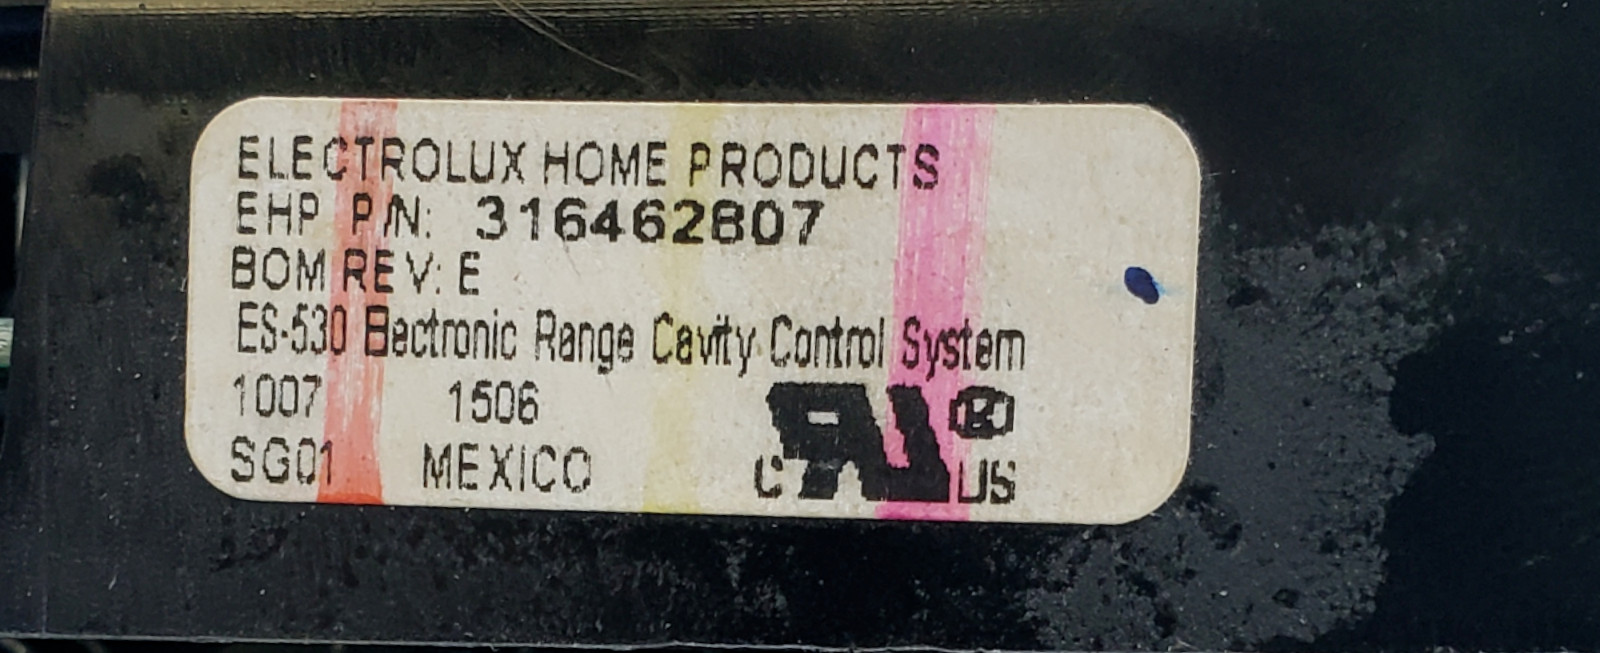 ELECTROLUX HOME PRODUCTS
EHP P/N: 316462807
BOM REV: E
ES-530 Electronic Range Cavity Control System
1007 1506
SG01 MEXICO
C RU US ®